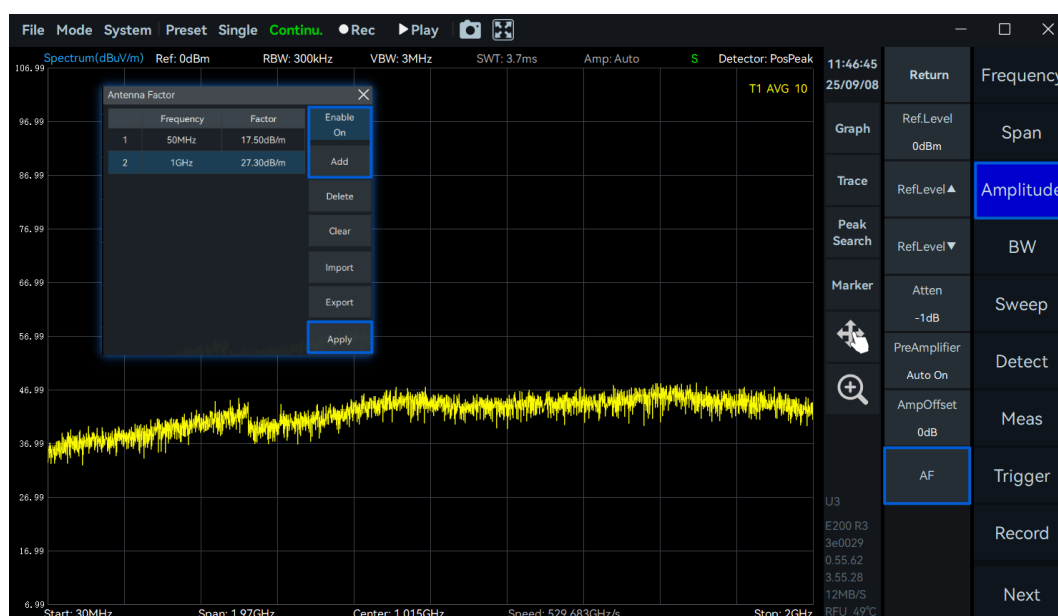 File Mode System Preset Single Continu. Rec Play
Spectrum(dBuV/m) Ref: 0dBm RBW: 300kHz VBW: 3MHz SWT: 3.7ms Amp: Auto S Detector: PosPeak
T1 AVG 10
106.99
96.99
86.99
76.99
66.99
56.99
46.99
36.99
26.99
16.99
6.99
Start: 30MHz Span: 1.97GHz Center: 1.015GHz Speed: 529.683GHz/s Stop: 2GHz
Antenna Factor
Frequency Factor
1 50MHz 17.50dB/m
2 1GHz 27.30dB/m
Enable
On
Add
Delete
Clear
Import
Export
Apply
11:46:45
25/09/08
Graph
Trace
Peak
Search
Marker
U3
E200 R3
3e0029
0.55.62
3.55.28
12MB/S
RFU 49°C
Return
Ref.Level
0dBm
RefLevel▲
RefLevel▼
Atten
-1dB
PreAmplifier
Auto On
AmpOffset
0dB
AF
Frequency
Span
Amplitude
BW
Sweep
Detect
Meas
Trigger
Record
Next